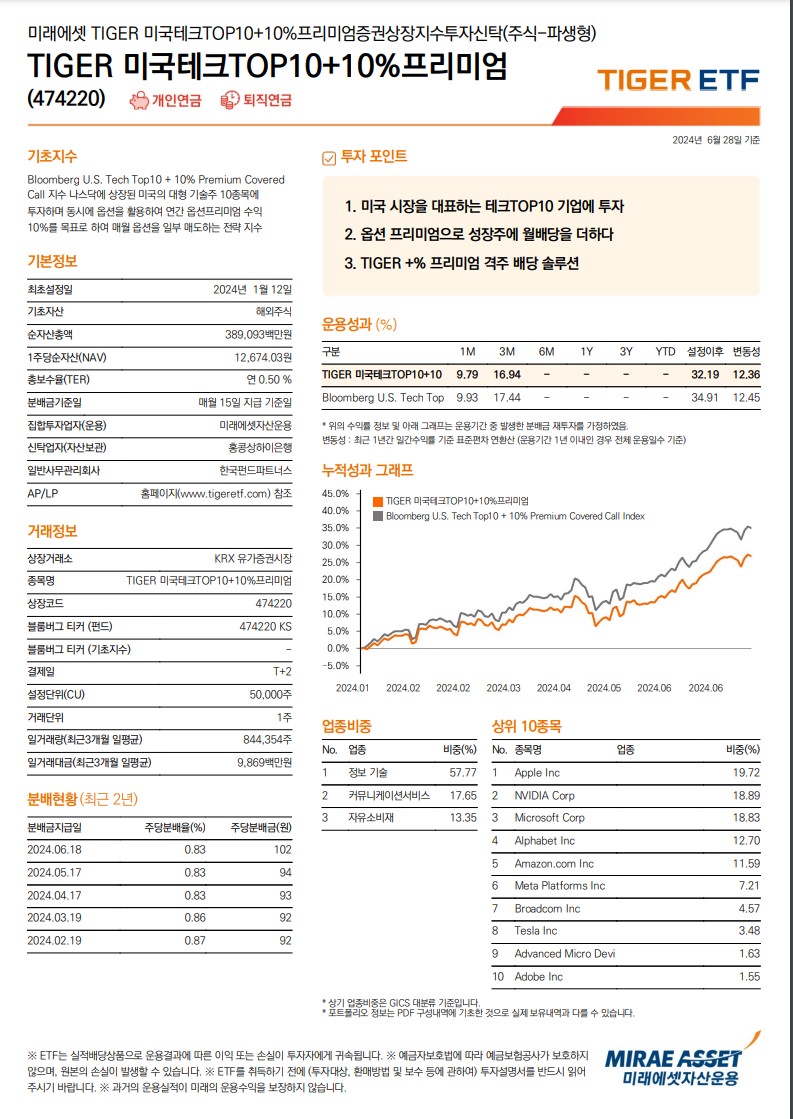 미래에셋 TIGER 미국테크TOP10+10%프리미엄증권상장지수투자신탁(주식-파생형)
TIGER 미국테크TOP10+10%프리미엄
(474220) 개인연금 퇴직연금
TIGER ETF
2024년 6월 28일 기준
기초지수
Bloomberg U.S. Tech Top10 + 10% Premium Covered
Call 지수 나스닥에 상장된 미국의 대형 기술주 10종목에
투자하며 동시에 옵션을 활용하여 연간 옵션프리미엄 수익
10%를 목표로 하여 매월 옵션을 일부 매도하는 전략 지수
기본정보
최초설정일 2024년 1월 12일
기초자산 해외주식
순자산총액 389,093백만원
1주당순자산(NAV) 12,674.03원
총보수율(TER) 연 0.50 %
분배금기준일 매월 15일 지급 기준일
집합투자업자(운용) 미래에셋자산운용
신탁업자(자산보관) 홍콩상하이은행
일반사무관리회사 한국펀드파트너스
AP/LP 홈페이지(www.tigeretf.com) 참조
거래정보
상장거래소 KRX 유가증권시장
종목명 TIGER 미국테크TOP10+10%프리미엄
상장코드 474220
블룸버그 티커 (펀드) 474220 KS
블룸버그 티커 (기초지수) -
결제일 T+2
설정단위(CU) 50,000주
거래단위 1주
일거래량(최근3개월 일평균) 844,354주
일거래대금(최근3개월 일평균) 9,869백만원
분배현황 (최근 2년)
분배금지급일 주당분배율(%) 주당분배금(원)
2024.06.18 0.83 102
2024.05.17 0.83 94
2024.04.17 0.83 93
2024.03.19 0.86 92
2024.02.19 0.87 92
투자 포인트
1. 미국 시장을 대표하는 테크TOP10 기업에 투자
2. 옵션 프리미엄으로 성장주에 월배당을 더하다
3. TIGER +% 프리미엄 격주 배당 솔루션
운용성과 (%)
구분 1M 3M 6M 1Y 3Y YTD 설정이후 변동성
TIGER 미국테크TOP10+10 9.79 16.94 - - - - 32.19 12.36
Bloomberg U.S. Tech Top 9.93 17.44 - - - - 34.91 12.45
* 위의 수익률 정보 및 아래 그래프는 운용기간 중 발생한 분배금 재투자를 가정하였음.
변동성 : 최근 1년간 일간수익률 기준 표준편차 연환산 (운용기간 1년 이내인 경우 전체 운용일수 기준)
누적성과 그래프
45.0%
40.0%
35.0%
30.0%
25.0%
20.0%
15.0%
10.0%
5.0%
0.0%
-5.0%
TIGER 미국테크TOP10+10%프리미엄
Bloomberg U.S. Tech Top10 + 10% Premium Covered Call Index
2024.01 2024.02 2024.02 2024.03 2024.04 2024.05 2024.06 2024.06
업종비중
No. 업종 비중(%)
1 정보 기술 57.77
2 커뮤니케이션서비스 17.65
3 자유소비재 13.35
상위 10종목
No. 종목명 업종 비중(%)
1 Apple Inc 19.72
2 NVIDIA Corp 18.89
3 Microsoft Corp 18.83
4 Alphabet Inc 12.70
5 Amazon.com Inc 11.59
6 Meta Platforms Inc 7.21
7 Broadcom Inc 4.57
8 Tesla Inc 3.48
9 Advanced Micro Devi 1.63
10 Adobe Inc 1.55
* 상기 업종비중은 GICS 대분류 기준입니다.
* 포트폴리오 정보는 PDF 구성내역에 기초한 것으로 실제 보유내역과 다를 수 있습니다.
※ ETF는 실적배당상품으로 운용결과에 따른 이익 또는 손실이 투자자에게 귀속됩니다. ※ 예금자보호법에 따라 예금보험공사가 보호하지
않으며, 원본의 손실이 발생할 수 있습니다. ※ ETF를 취득하기 전에 (투자대상, 환매방법 및 보수 등에 관하여) 투자설명서를 반드시 읽어
주시기 바랍니다. ※ 과거의 운용실적이 미래의 운용수익을 보장하지 않습니다.
MIRAE ASSET
미래에셋자산운용